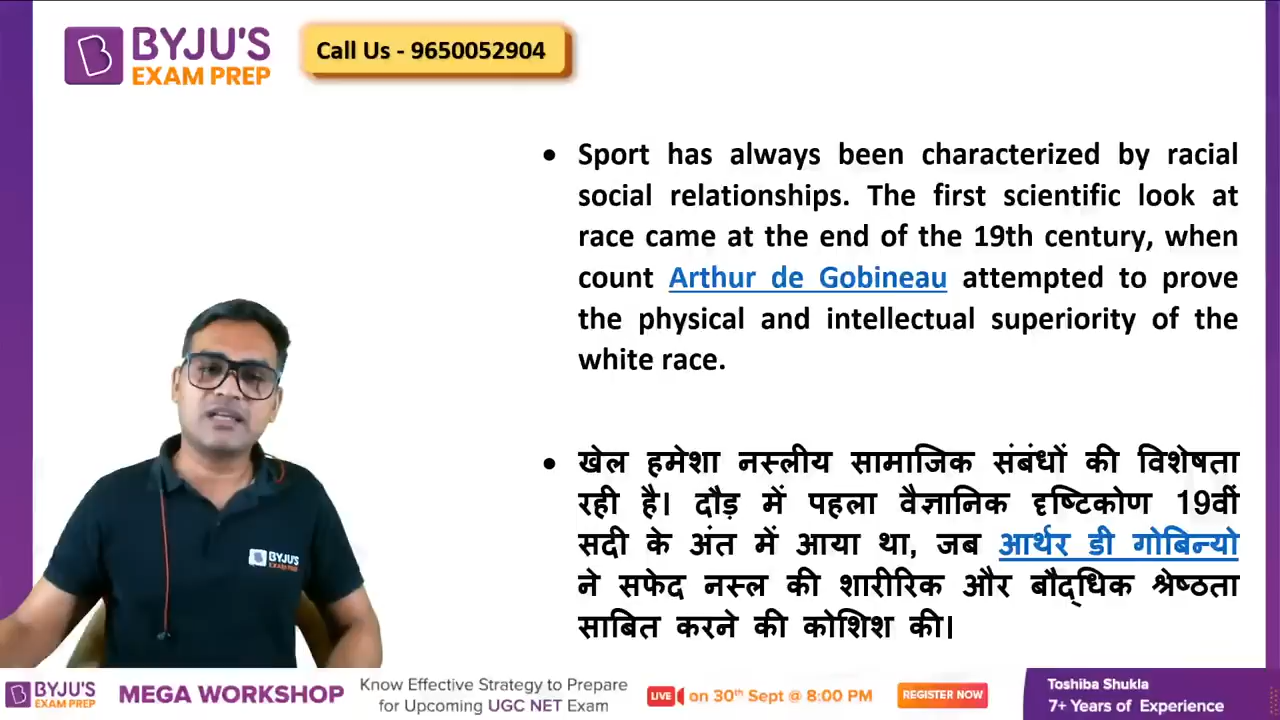 BYJU'S
EXAM PREP
Call Us - 9650052904
• Sport has always been characterized by racial
social relationships. The first scientific look at
race came at the end of the 19th century, when
count Arthur de Gobineau attempted to prove
the physical and intellectual superiority of the
white race.
• खेल हमेशा नस्लीय सामाजिक संबंधों की विशेषता
रही है। दौड़ में पहला वैज्ञानिक दृष्टिकोण 19वीं
सदी के अंत में आया था, जब आर्थर डी गोबिन्यो
ने सफेद नस्ल की शारीरिक और बौद्धिक श्रेष्ठता
साबित करने की कोशिश की।
BYJU'S
EXAM PREP
BYJU'S
EXAM PREP
MEGA WORKSHOP
Know Effective Strategy to Prepare
for Upcoming UGC NET Exam
LIVE on 30th Sept @ 8:00 PM
REGISTER NOW
Toshiba Shukla
7+ Years of Experience